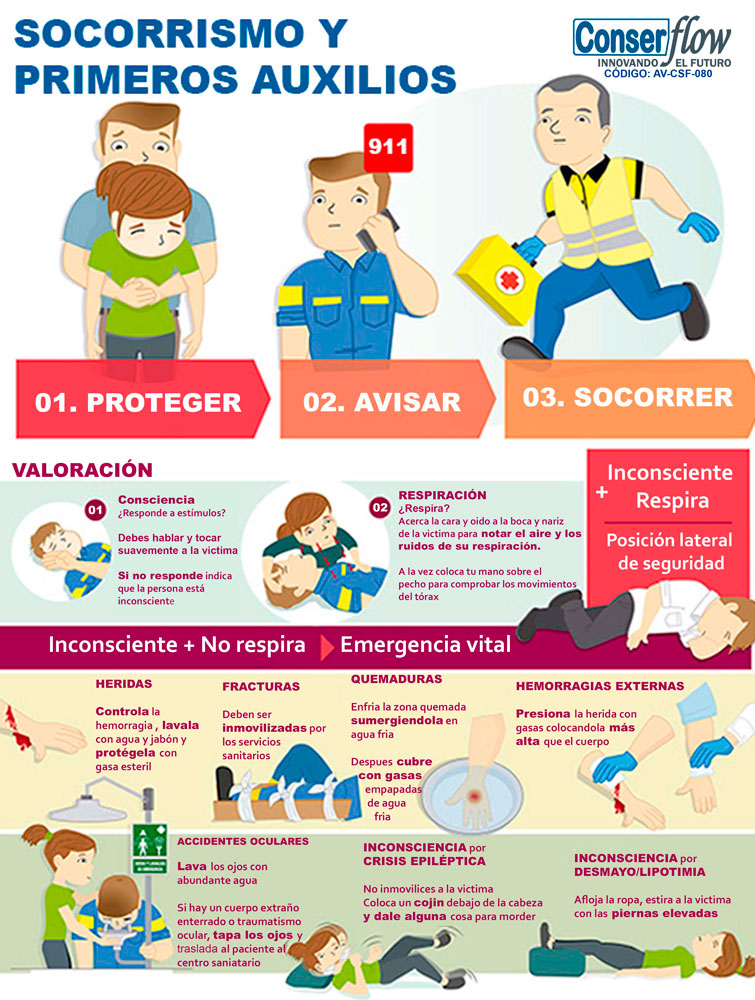 SOCORRISMO Y
PRIMEROS AUXILIOS
Conserflow
INNOVANDO EL FUTURO
CÓDIGO: AV-CSF-080
911
01. PROTEGER
02. AVISAR
03. SOCORRER
VALORACIÓN
01
Consciencia
¿Responde a estímulos?
Debes hablar y tocar
suavemente a la victima
Si no responde indica
que la persona está
inconsciente
02
RESPIRACIÓN
¿Respira?
Acerca la cara y oido a la boca y nariz
de la victima para notar el aire y los
ruidos de su respiración.
A la vez coloca tu mano sobre el
pecho para comprobar los movimientos
del tórax
Inconsciente
+
Respira
Posición lateral
de seguridad
Inconsciente + No respira Emergencia vital
HERIDAS
Controla la
hemorragia , lavala
con agua y jabón y
protégela con
gasa esteril
FRACTURAS
Deben ser
inmovilizadas por
los servicios
sanitarios
QUEMADURAS
Enfria la zona quemada
sumergiendola en
agua fria
Despues cubre
con gasas
empapadas
de agua
fria
HEMORRAGIAS EXTERNAS
Presiona la herida con
gasas colocandola más
alta que el cuerpo
ACCIDENTES OCULARES
Lava los ojos con
abundante agua
Si hay un cuerpo extraño
enterrado o traumatismo
ocular, tapa los ojos y
traslada al paciente al
centro saniatario
INCONSCIENCIA por
CRISIS EPILÉPTICA
No inmovilices a la victima
Coloca un cojin debajo de la cabeza
y dale alguna cosa para morder
INCONSCIENCIA por
DESMAYO/LIPOTIMIA
Afloja la ropa, estira a la victima
con las piernas elevadas